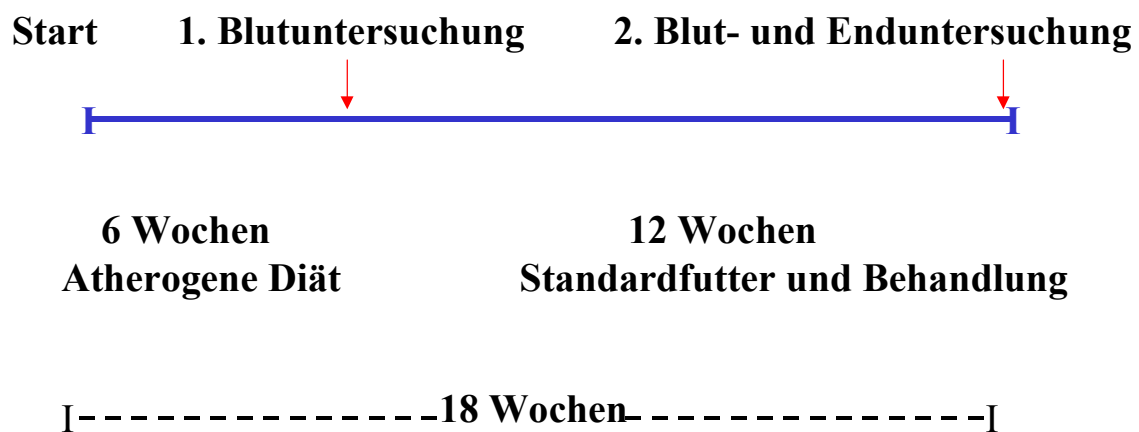 Start 1. Blutuntersuchung 2. Blut- und Enduntersuchung
6 Wochen 12 Wochen
Atherogene Diät Standardfutter und Behandlung
18 Wochen